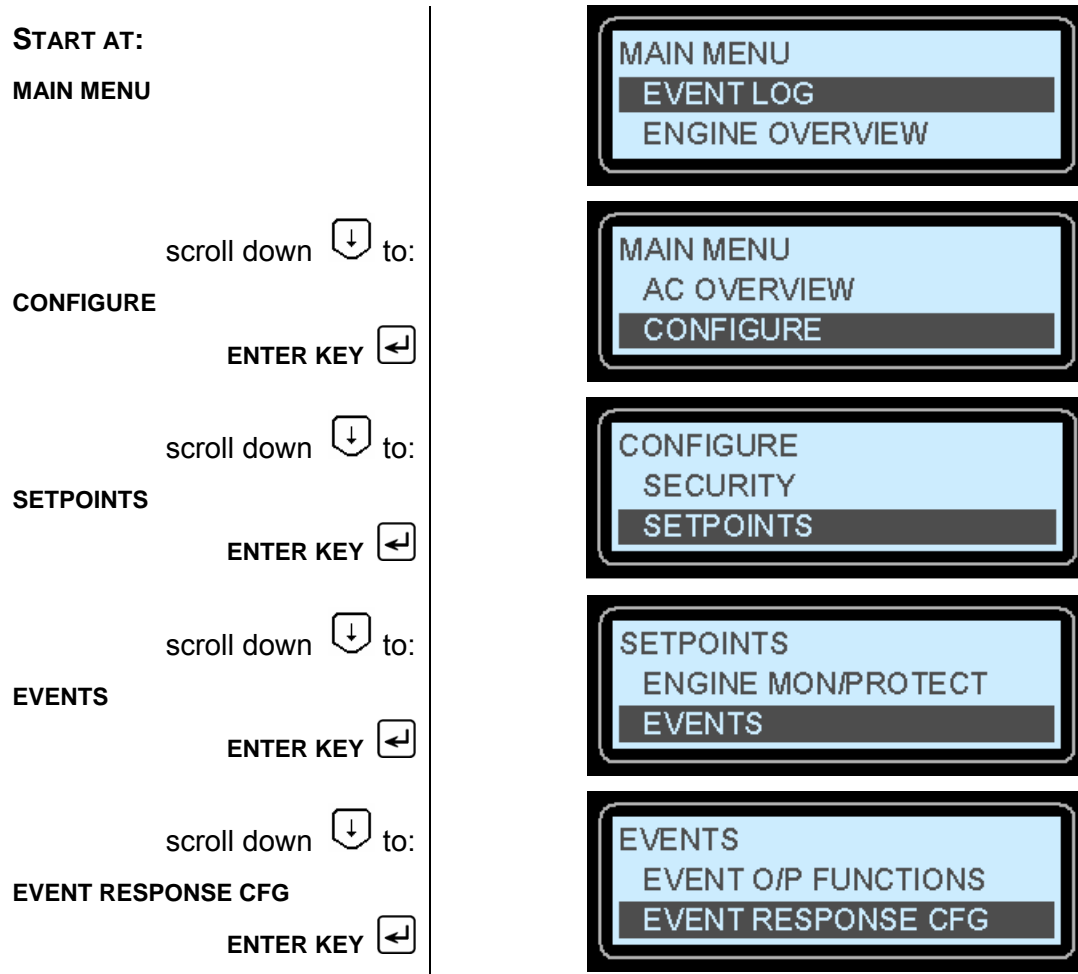 START AT:
MAIN MENU
MAIN MENU
EVENT LOG
ENGINE OVERVIEW
scroll down ↓ to:
CONFIGURE
ENTER KEY ↵
MAIN MENU
AC OVERVIEW
CONFIGURE
scroll down ↓ to:
SETPOINTS
ENTER KEY ↵
CONFIGURE
SECURITY
SETPOINTS
scroll down ↓ to:
EVENTS
ENTER KEY ↵
SETPOINTS
ENGINE MON/PROTECT
EVENTS
scroll down ↓ to:
EVENT RESPONSE CFG
ENTER KEY ↵
EVENTS
EVENT O/P FUNCTIONS
EVENT RESPONSE CFG